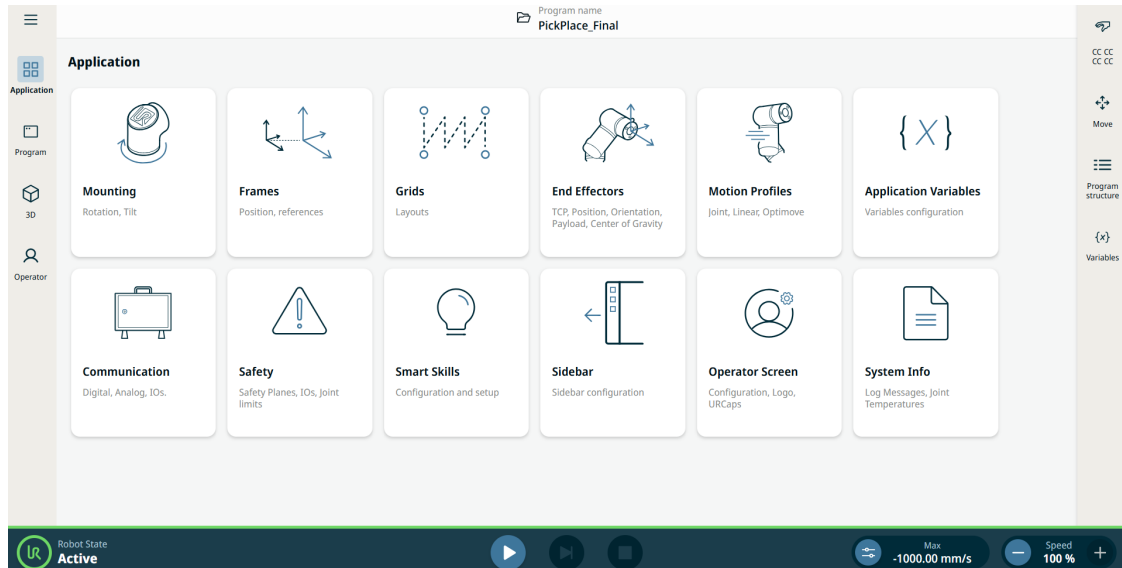 Program name
PickPlace_Final
Application
Application
Program
3D
Operator
Mounting
Rotation, Tilt
Frames
Position, references
Grids
Layouts
End Effectors
TCP, Position, Orientation,
Payload, Center of Gravity
Motion Profiles
Joint, Linear, Optimove
Application Variables
Variables configuration
Communication
Digital, Analog, IOs.
Safety
Safety Planes, IOs, Joint
limits
Smart Skills
Configuration and setup
Sidebar
Sidebar configuration
Operator Screen
Configuration, Logo,
URCaps
System Info
Log Messages, Joint
Temperatures
CC CC
CC CC
Move
Program
structure
{x}
Variables
UR
Robot State
Active
Max
-1000.00 mm/s
Speed
100 %